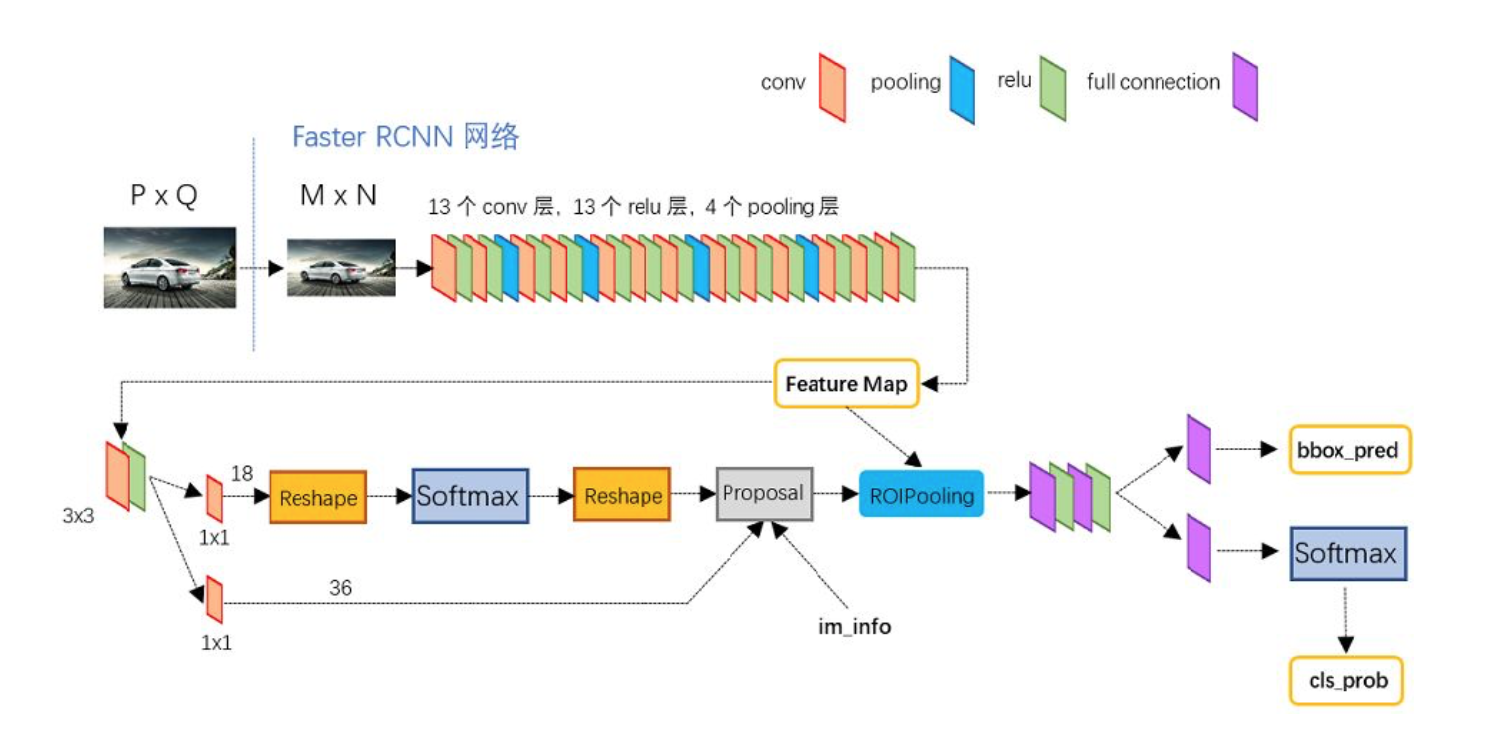 conv
pooling
relu
full connection
Faster RCNN 网络
P x Q
M x N
13 个 conv 层, 13 个 relu 层, 4 个 pooling 层
Feature Map
3x3
1x1
18
Reshape
Softmax
Reshape
Proposal
ROIPooling
bbox_pred
1x1
36
im_info
Softmax
cls_prob